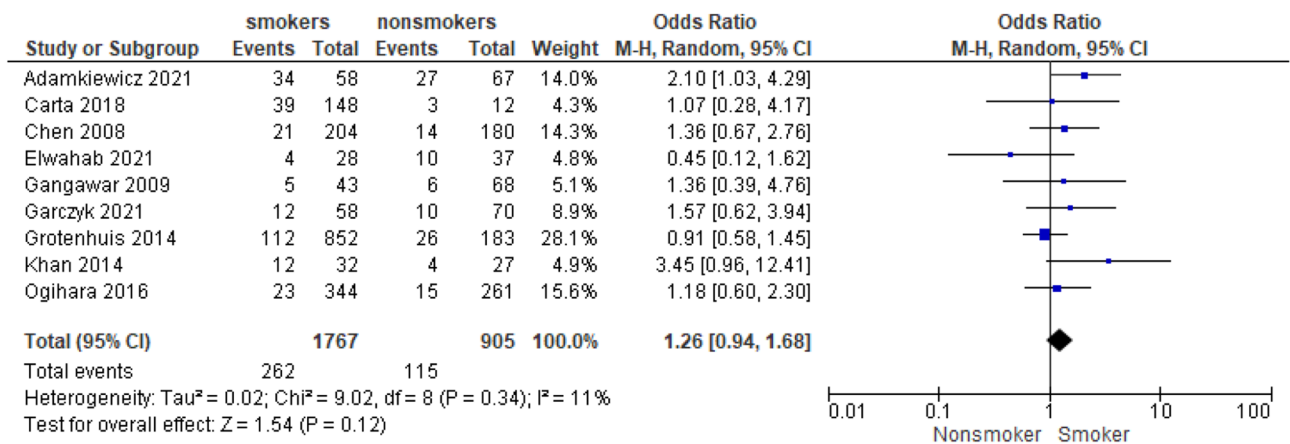 smokers nonsmokers Odds Ratio Odds Ratio
Study or Subgroup Events Total Events Total Weight M-H, Random, 95% CI M-H, Random, 95% CI
Adamkiewicz 2021 34 58 27 67 14.0% 2.10 [1.03, 4.29]
Carta 2018 39 148 3 12 4.3% 1.07 [0.28, 4.17]
Chen 2008 21 204 14 180 14.3% 1.36 [0.67, 2.76]
Elwahab 2021 4 28 10 37 4.8% 0.45 [0.12, 1.62]
Gangawar 2009 5 43 6 68 5.1% 1.36 [0.39, 4.76]
Garczyk 2021 12 58 10 70 8.9% 1.57 [0.62, 3.94]
Grotenhuis 2014 112 852 26 183 28.1% 0.91 [0.58, 1.45]
Khan 2014 12 32 4 27 4.9% 3.45 [0.96, 12.41]
Ogihara 2016 23 344 15 261 15.6% 1.18 [0.60, 2.30]
Total (95% CI) 1767 905 100.0% 1.26 [0.94, 1.68]
Total events 262 115
Heterogeneity: Tau² = 0.02; Chi² = 9.02, df = 8 (P = 0.34); I² = 11%
Test for overall effect: Z = 1.54 (P = 0.12)
0.01 0.1 1 10 100
Nonsmoker Smoker